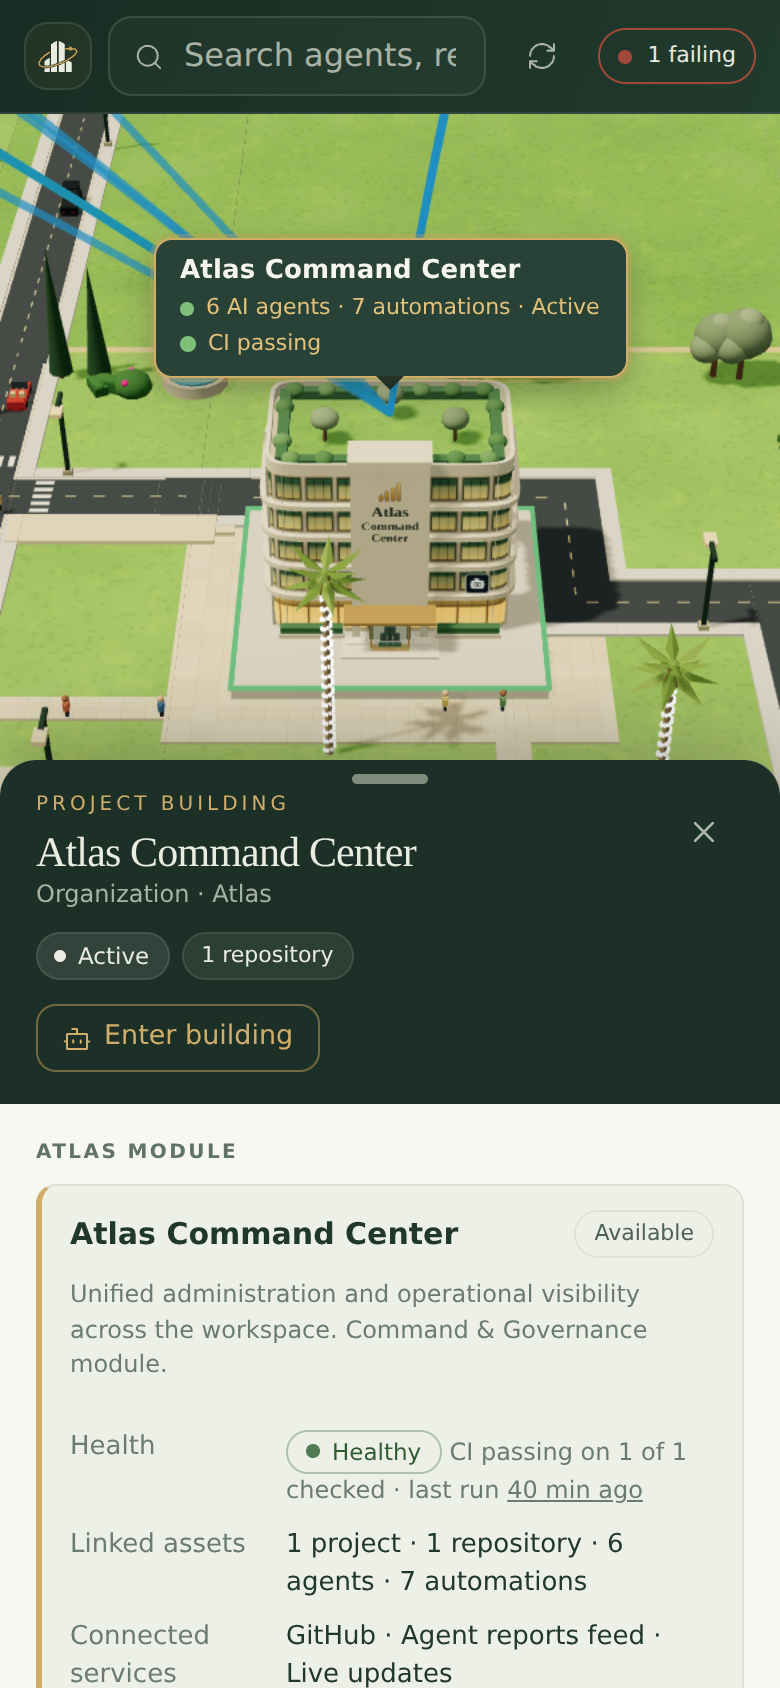 Search agents, re
1 failing
Atlas Command Center
6 AI agents · 7 automations · Active
CI passing
Atlas
Command
Center
PROJECT BUILDING
Atlas Command Center
Organization · Atlas
Active
1 repository
Enter building
ATLAS MODULE
Atlas Command Center
Available
Unified administration and operational visibility
across the workspace. Command & Governance
module.
Health
Healthy CI passing on 1 of 1
checked · last run 40 min ago
Linked assets
1 project · 1 repository · 6
agents · 7 automations
Connected
services
GitHub · Agent reports feed ·
Live updates